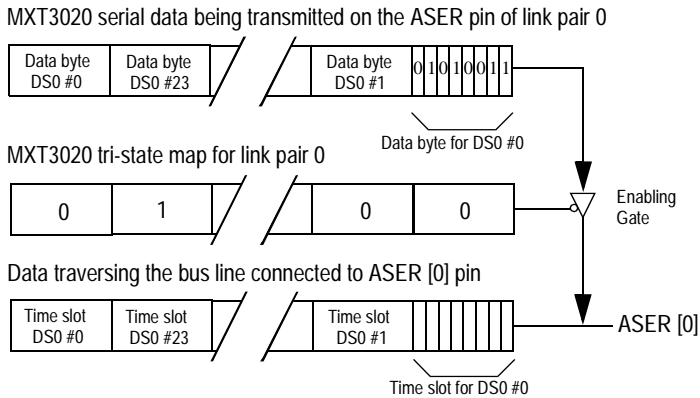 MXT3020 serial data being transmitted on the ASER pin of link pair 0
Data byte DS0 #0
Data byte DS0 #23
Data byte DS0 #1
0 1 0 1 0 0 1 1
Data byte for DS0 #0
MXT3020 tri-state map for link pair 0
0 1 0 0
Enabling
Gate
Data traversing the bus line connected to ASER [0] pin
Time slot DS0 #0
Time slot DS0 #23
Time slot DS0 #1
ASER [0]
Time slot for DS0 #0